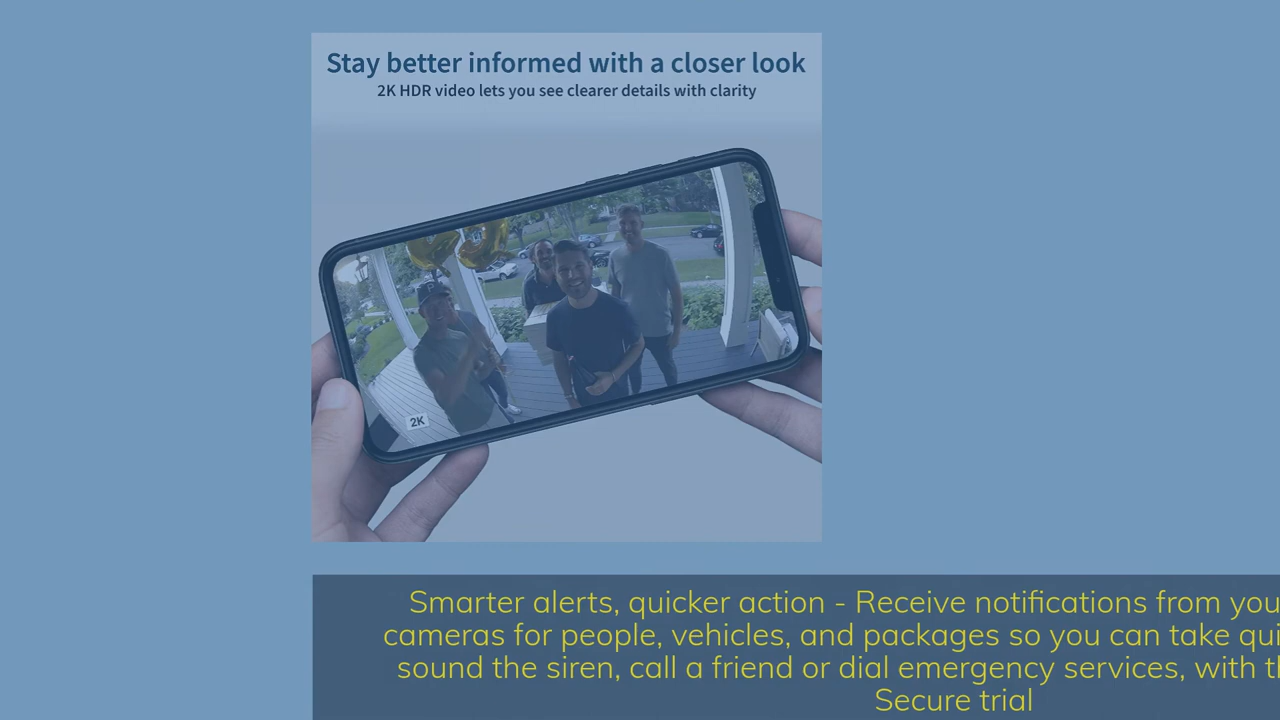 Stay better informed with a closer look
2K HDR video lets you see clearer details with clarity
2K
Smarter alerts, quicker action - Receive notifications from
cameras for people, vehicles, and packages so you can take
sound the siren, call a friend or dial emergency services, with
Secure trial